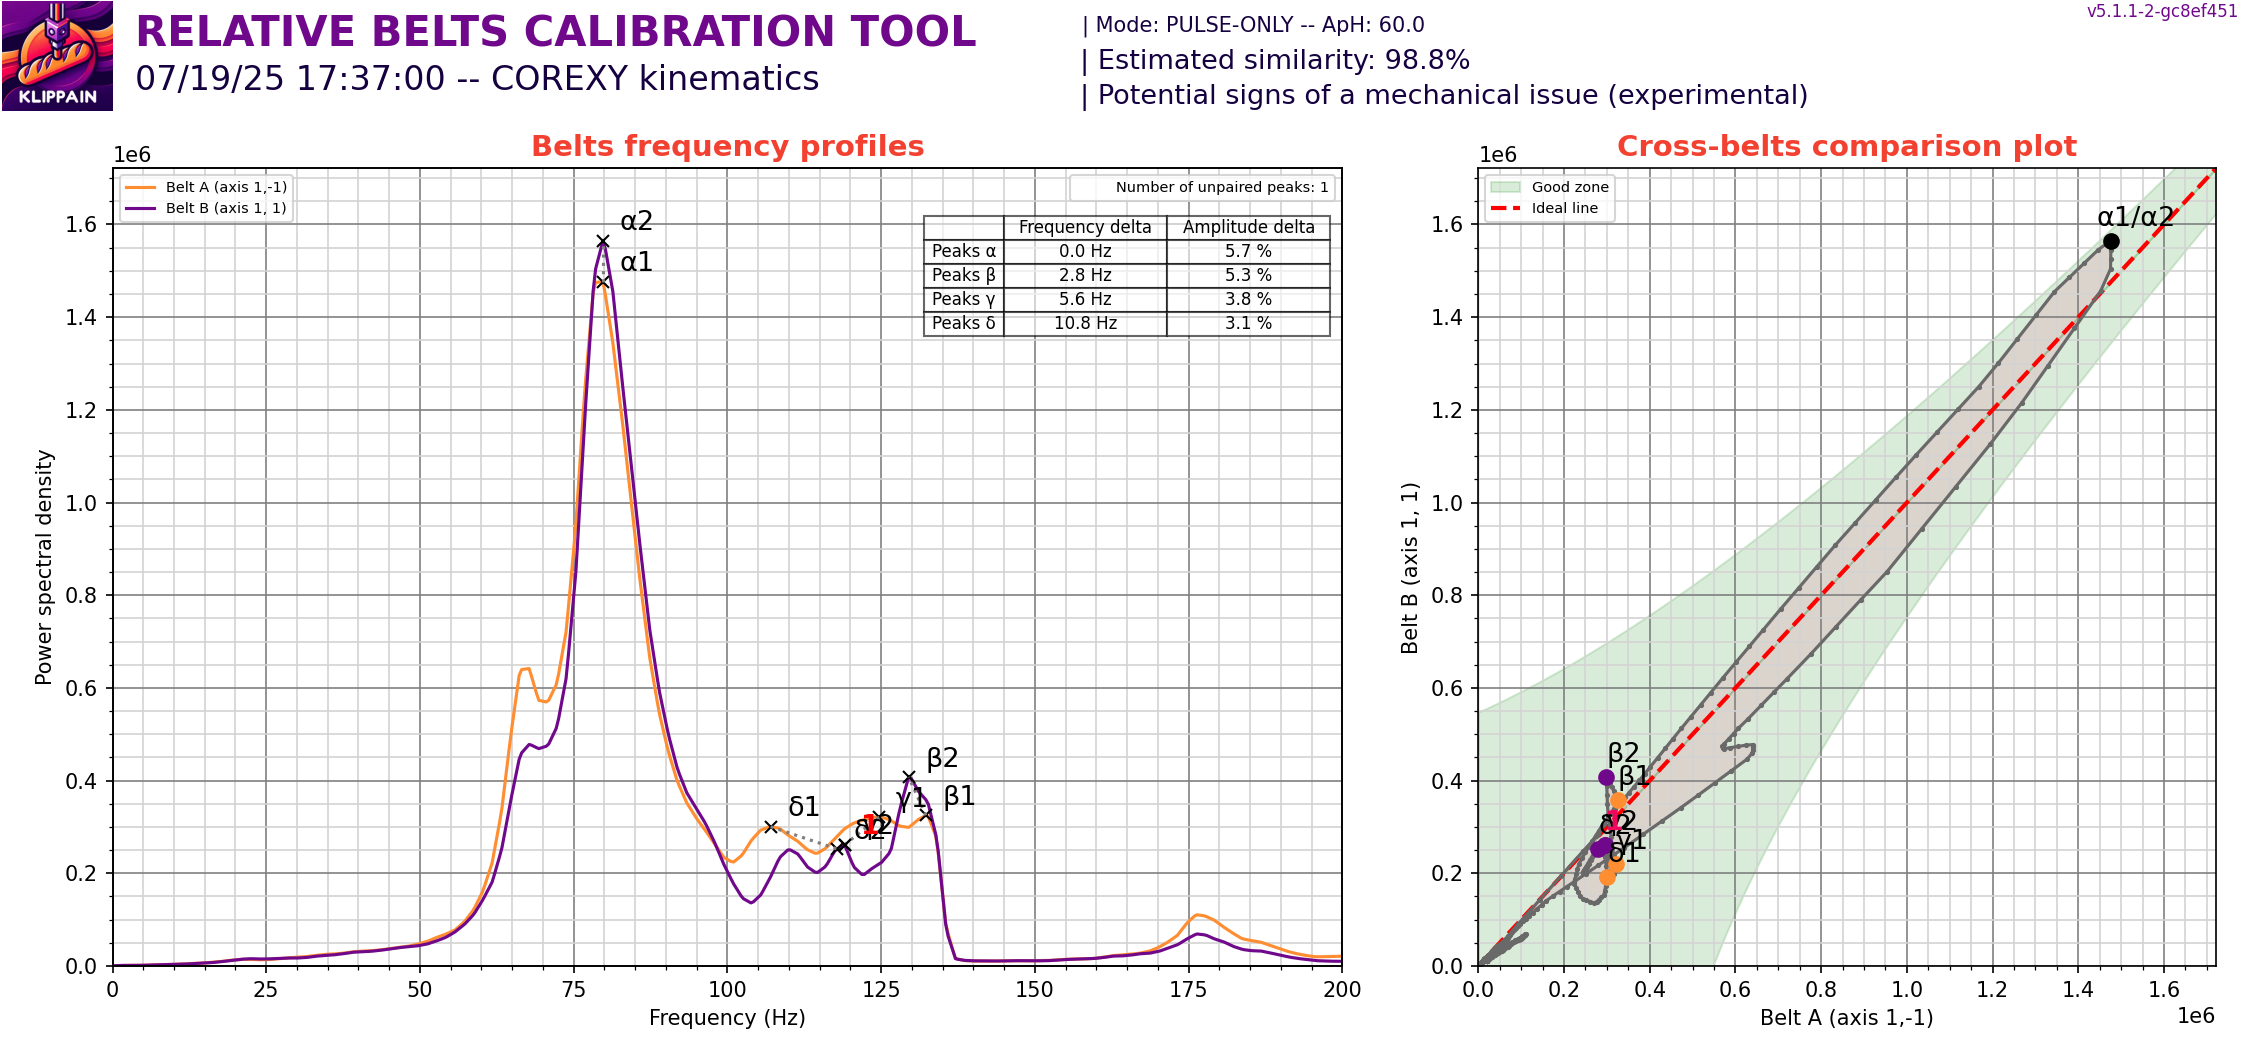 KLIPPAIN
RELATIVE BELTS CALIBRATION TOOL
07/19/25 17:37:00 -- COREXY kinematics
| Mode: PULSE-ONLY -- ApH: 60.0
| Estimated similarity: 98.8%
| Potential signs of a mechanical issue (experimental)
v5.1.1-2-gc8ef451
Belts frequency profiles
1e6
Belt A (axis 1,-1)
Belt B (axis 1, 1)
Number of unpaired peaks: 1
Frequency delta Amplitude delta
Peaks α 0.0 Hz 5.7 %
Peaks β 2.8 Hz 5.3 %
Peaks γ 5.6 Hz 3.8 %
Peaks δ 10.8 Hz 3.1 %
α2
α1
β2
β1
γ1
δ1
1
γ2
δ2
Power spectral density
1.6
1.4
1.2
1.0
0.8
0.6
0.4
0.2
0.0
0 25 50 75 100 125 150 175 200
Frequency (Hz)
Cross-belts comparison plot
1e6
Good zone
Ideal line
α1/α2
β2
β1
1
γ2
δ2
γ1
δ1
Belt B (axis 1, 1)
1.6
1.4
1.2
1.0
0.8
0.6
0.4
0.2
0.0
0.0 0.2 0.4 0.6 0.8 1.0 1.2 1.4 1.6
Belt A (axis 1,-1)
1e6